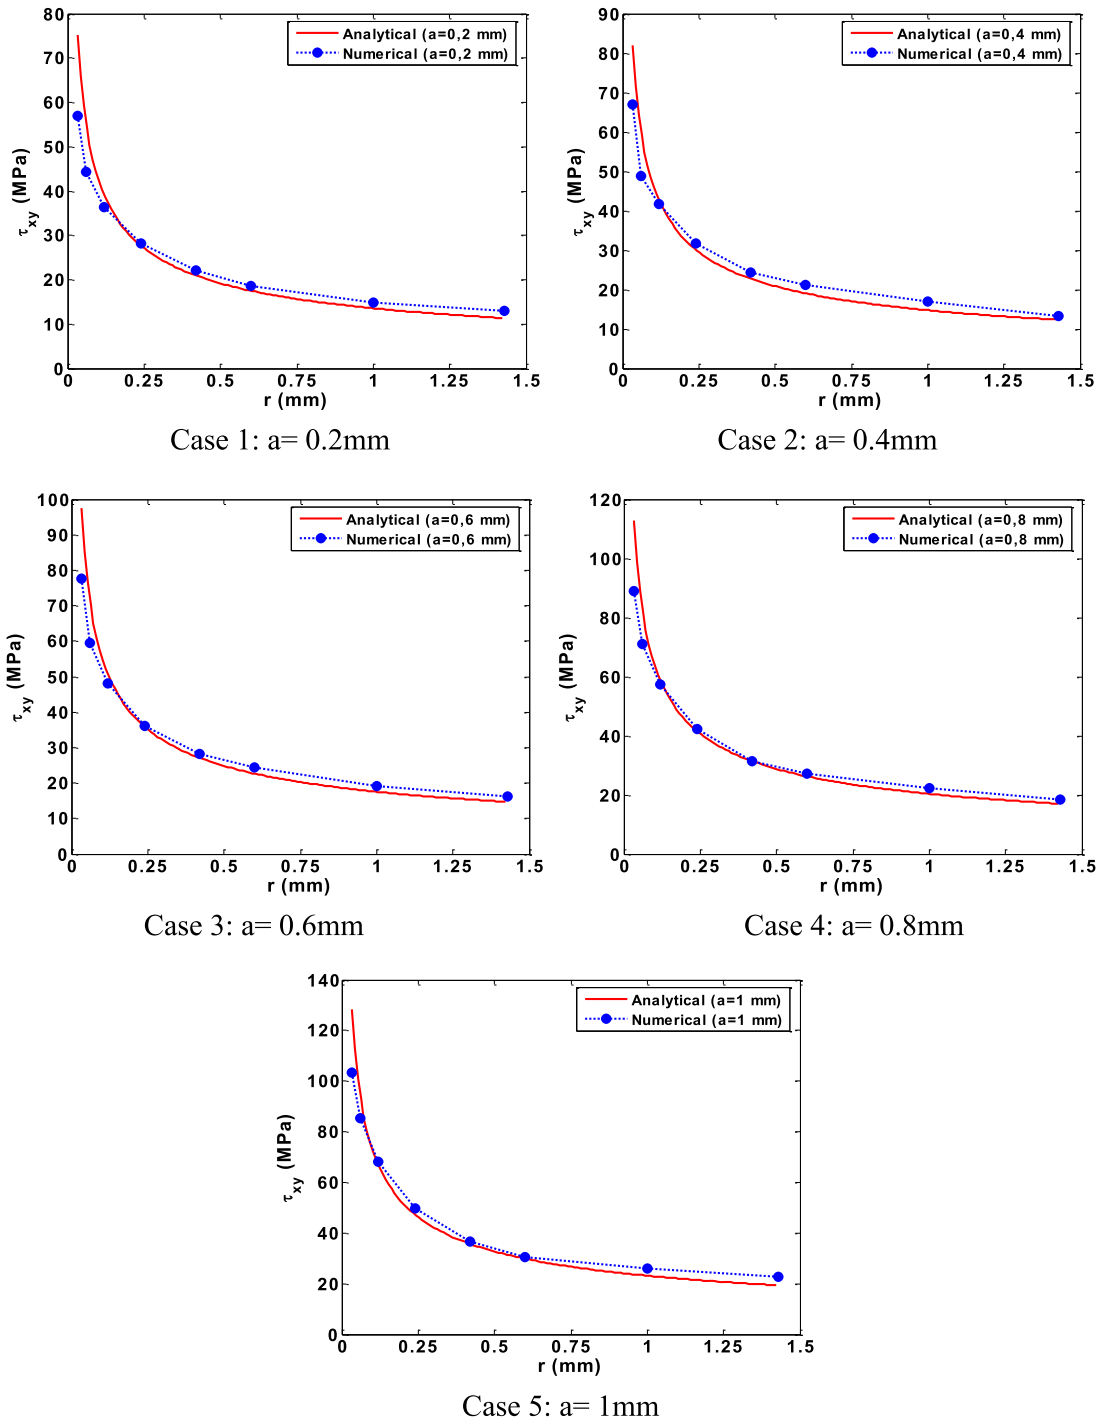 80
70
60
50
40
30
20
10
0
τxy (MPa)
Analytical (a=0,2 mm)
Numerical (a=0,2 mm)
0 0.25 0.5 0.75 1 1.25 1.5
r (mm)
Case 1: a= 0.2mm
90
80
70
60
50
40
30
20
10
0
τxy (MPa)
Analytical (a=0,4 mm)
Numerical (a=0,4 mm)
0 0.25 0.5 0.75 1 1.25 1.5
r (mm)
Case 2: a= 0.4mm
100
90
80
70
60
50
40
30
20
10
0
τxy (MPa)
Analytical (a=0,6 mm)
Numerical (a=0,6 mm)
0 0.25 0.5 0.75 1 1.25 1.5
r (mm)
Case 3: a= 0.6mm
120
100
80
60
40
20
0
τxy (MPa)
Analytical (a=0,8 mm)
Numerical (a=0,8 mm)
0 0.25 0.5 0.75 1 1.25 1.5
r (mm)
Case 4: a= 0.8mm
140
120
100
80
60
40
20
0
τxy (MPa)
Analytical (a=1 mm)
Numerical (a=1 mm)
0 0.25 0.5 0.75 1 1.25 1.5
r (mm)
Case 5: a= 1mm